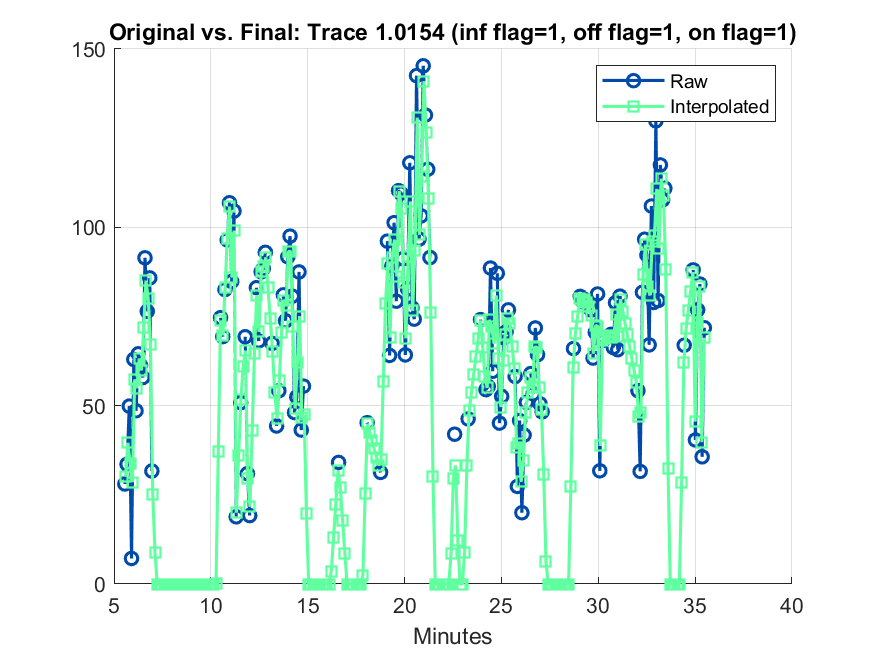 Original vs. Final: Trace 1.0154 (inf flag=1, off flag=1, on flag=1)
150
Raw
Interpolated
100
50
0
5 10 15 20 25 30 35 40
Minutes